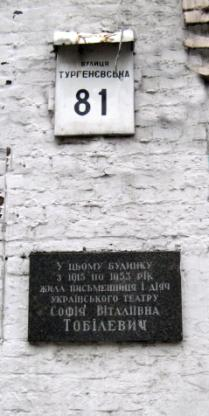 ВУЛИЦЯ
ТУРГЕНЄВСЬКА
81
У ЦЬОМУ БУДИНКУ
З 1915 ПО 1953 РІК
ЖИЛА ПИСЬМЕННИЦЯ І ДІЯЧ
УКРАЇНСЬКОГО ТЕАТРУ
СОФІЯ ВІТАЛІЇВНА
ТОБІЛЕВИЧ